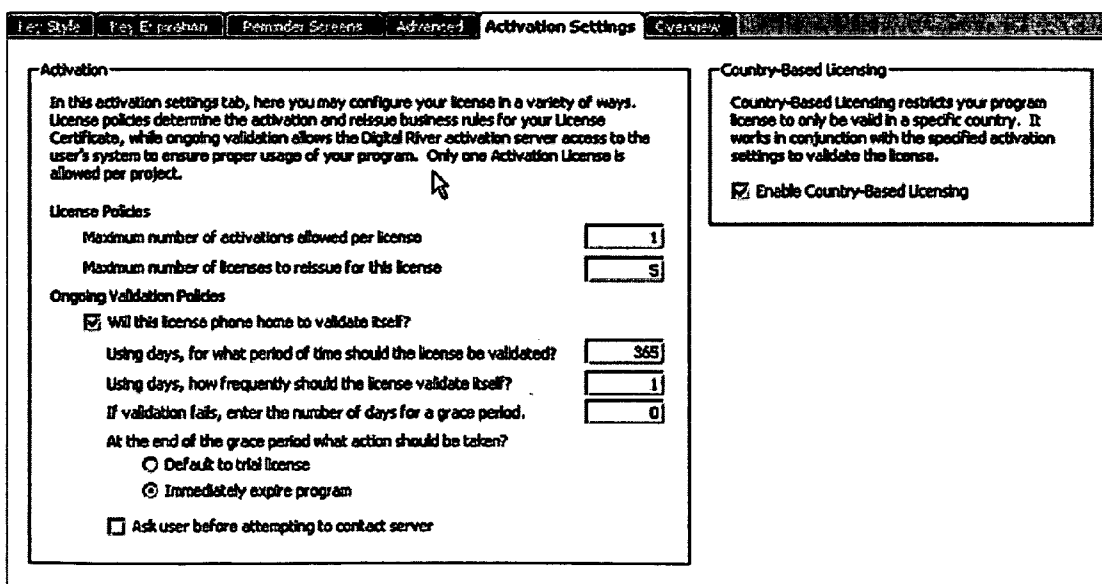 Key Style
Key Expiration
Reminder Screens
Advanced
Activation Settings
Overview
Activation
In this activation settings tab, here you may configure your license in a variety of ways.
License policies determine the activation and reissue business rules for your License
Certificate, while ongoing validation allows the Digital River activation server access to the
user's system to ensure proper usage of your program. Only one Activation License is
allowed per project.
License Policies
Maximum number of activations allowed per license 1
Maximum number of licenses to reissue for this license 5
Ongoing Validation Policies
Will this license phone home to validate itself?
Using days, for what period of time should the license be validated? 365
Using days, how frequently should the license validate itself? 1
If validation fails, enter the number of days for a grace period. 0
At the end of the grace period what action should be taken?
Default to trial license
Immediately expire program
Ask user before attempting to contact server
Country-Based Licensing
Country-Based Licensing restricts your program
license to only be valid in a specific country. It
works in conjunction with the specified activation
settings to validate the license.
Enable Country-Based Licensing